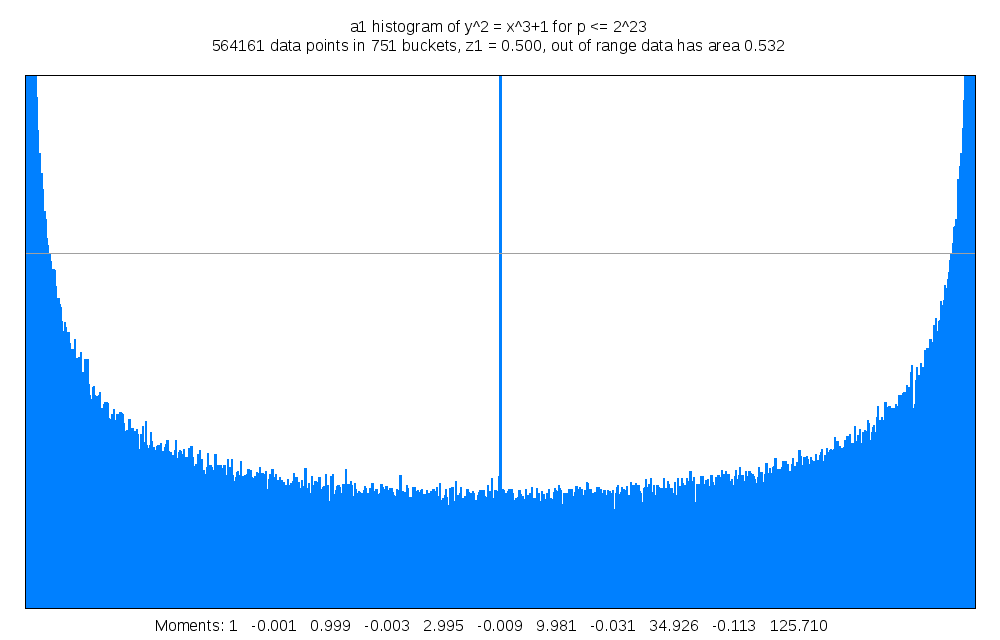 a1 histogram of y^2 = x^3+1 for p <= 2^23
564161 data points in 751 buckets, z1 = 0.500, out of range data has area 0.532
Moments: 1 -0.001 0.999 -0.003 2.995 -0.009 9.981 -0.031 34.926 -0.113 125.710